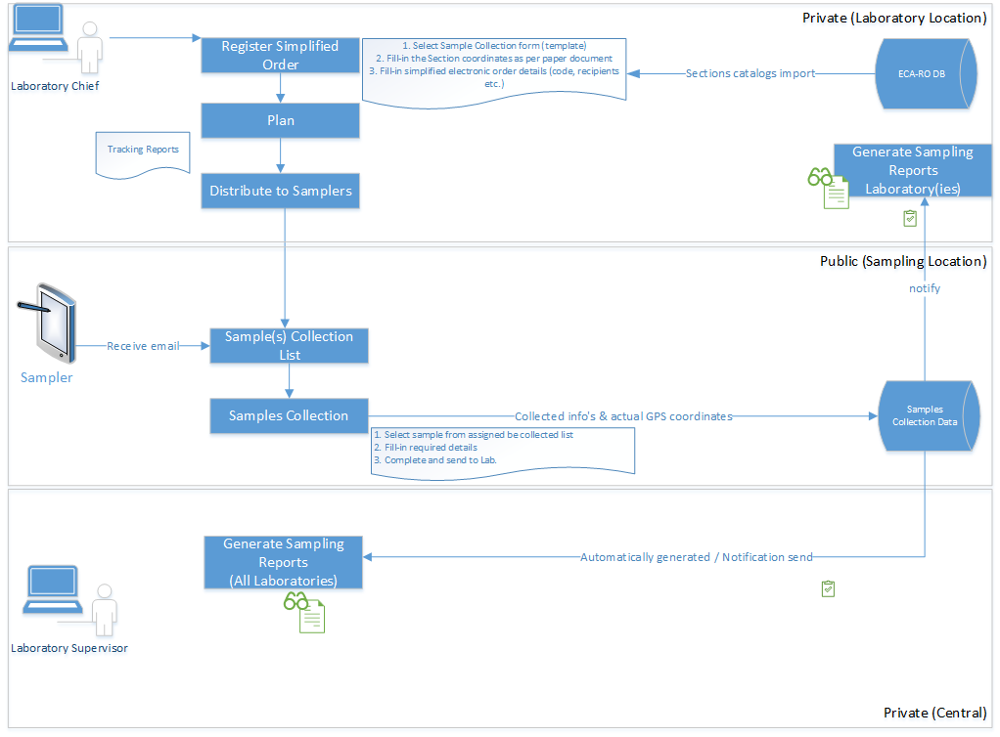 Private (Laboratory Location)
Laboratory Chief
Register Simplified
Order
1. Select Sample Collection form (template)
2. Fill-in the Section coordinates as per paper document
3. Fill-in simplified electronic order details (code, recipients
etc.)
Sections catalogs import
ECA-RO DB
Plan
Tracking Reports
Distribute to Samplers
Generate Sampling
Reports
Laboratory(ies)
Public (Sampling Location)
notify
Sampler
Receive email
Sample(s) Collection
List
Samples Collection
Collected info's & actual GPS coordinates
Samples
Collection Data
1. Select sample from assigned be collected list
2. Fill-in required details
3. Complete and send to Lab.
Generate Sampling
Reports
(All Laboratories)
Automatically generated / Notification send
Laboratory Supervisor
Private (Central)